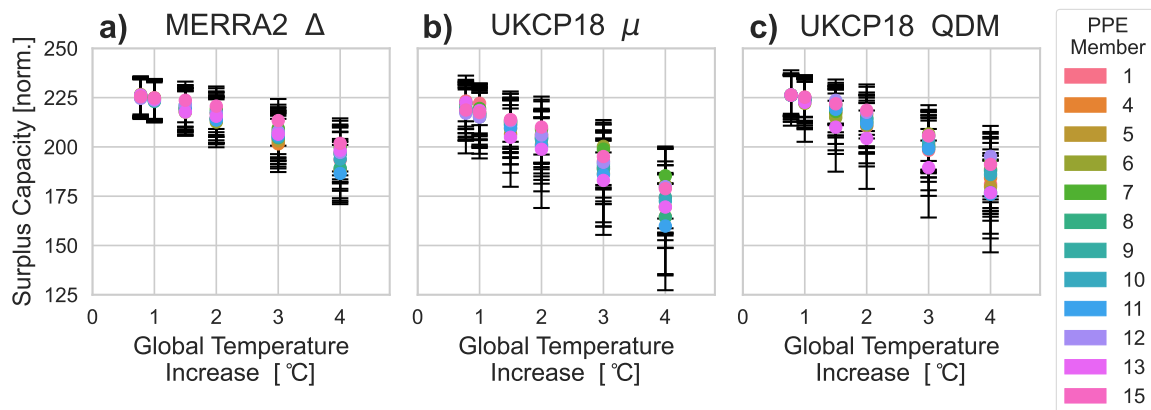 a) MERRA2 Δ
b) UKCP18 μ
c) UKCP18 QDM
PPE
Member
1
4
5
6
7
8
9
10
11
12
13
15
Surplus Capacity [norm.]
250
225
200
175
150
125
0 1 2 3 4
0 1 2 3 4
0 1 2 3 4
Global Temperature
Increase [°C]
Global Temperature
Increase [°C]
Global Temperature
Increase [°C]